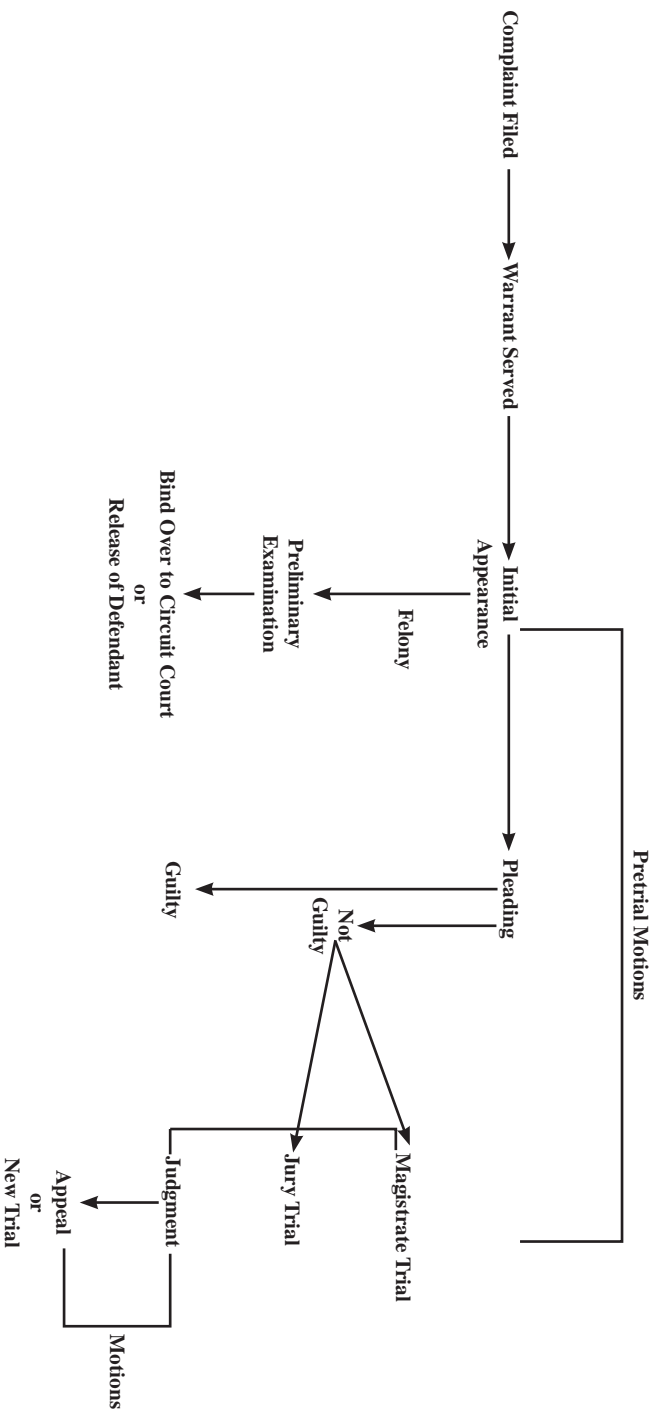 Pretrial Motions
Complaint Filed
Warrant Served
Initial
Appearance
Pleading
Felony
Preliminary
Examination
Bind Over to Circuit Court
or
Release of Defendant
Not
Guilty
Guilty
Magistrate Trial
Jury Trial
Judgment
Motions
Appeal
or
New Trial